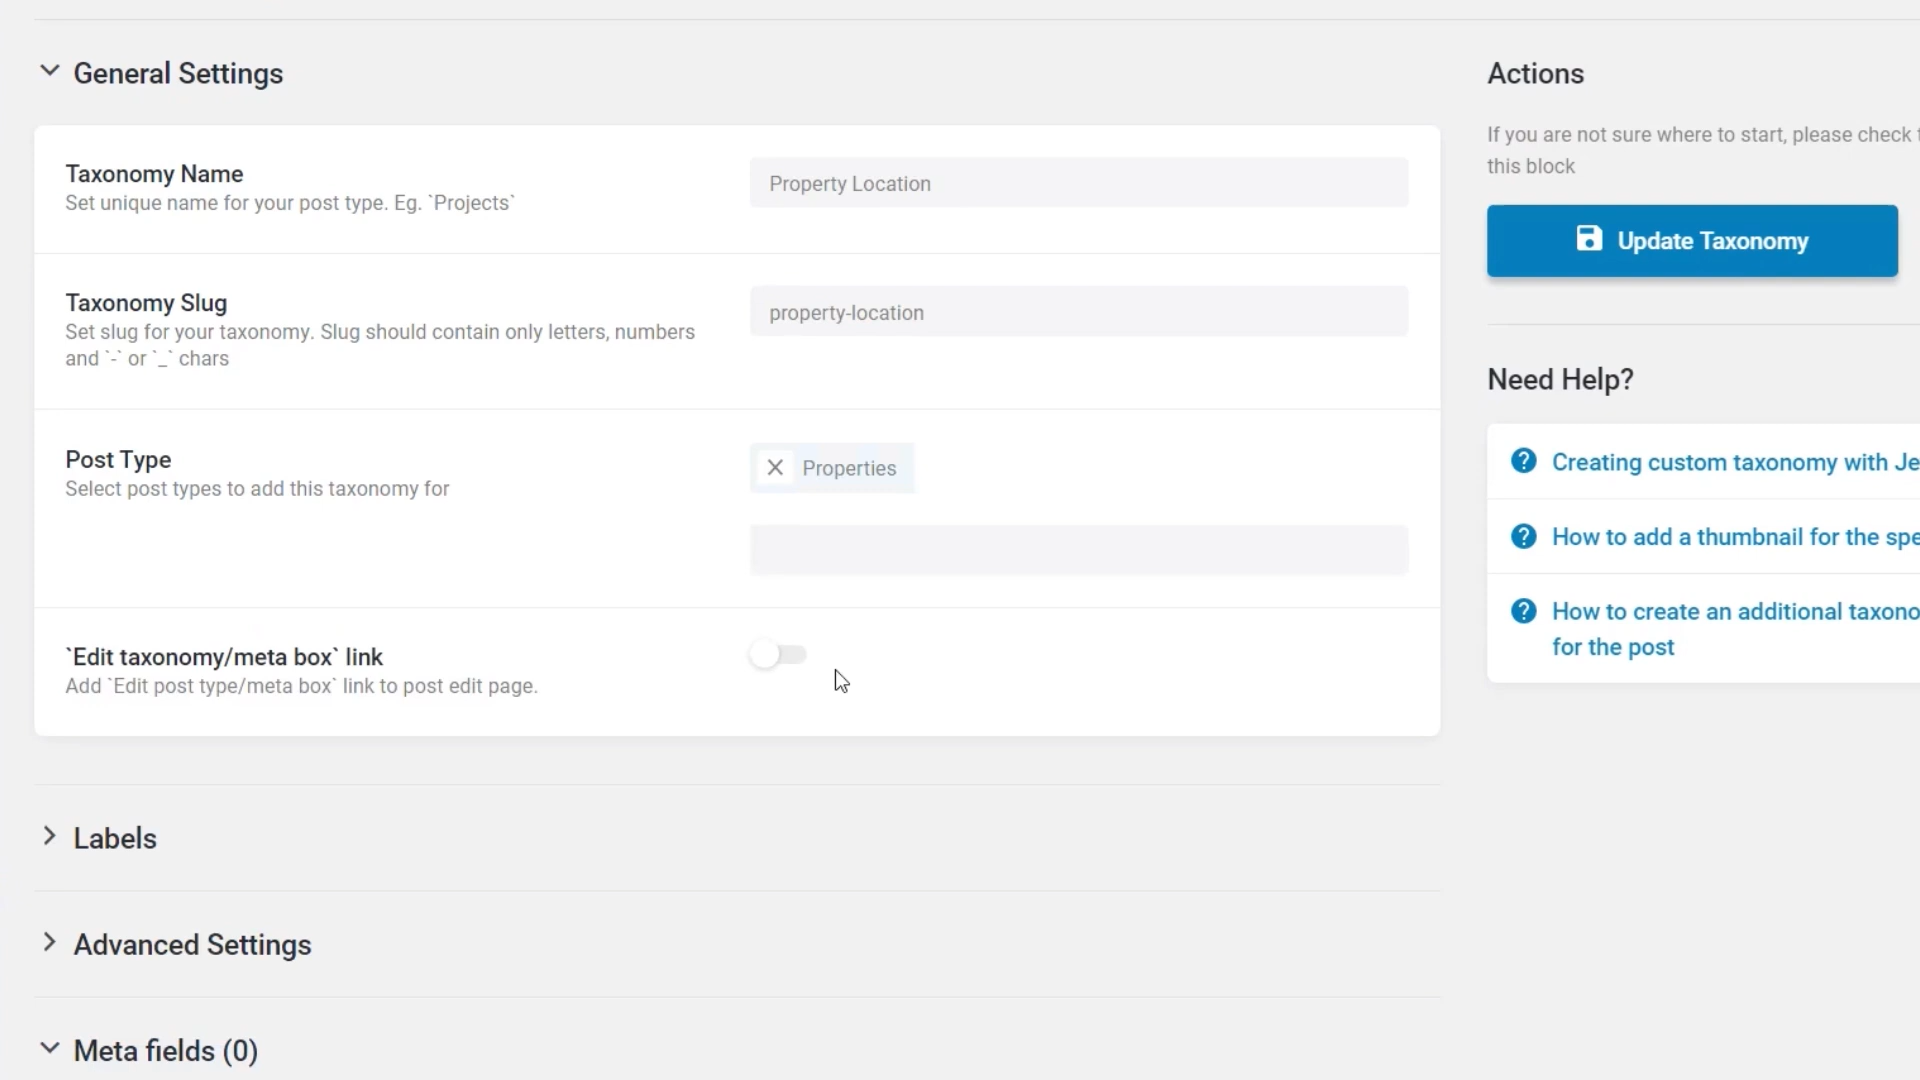 General Settings
Taxonomy Name
Set unique name for your post type. Eg. `Projects`
Property Location
Taxonomy Slug
Set slug for your taxonomy. Slug should contain only letters, numbers
and `-` or `_` chars
property-location
Post Type
Select post types to add this taxonomy for
Properties
`Edit taxonomy/meta box` link
Add `Edit post type/meta box` link to post edit page.
Labels
Advanced Settings
Meta fields (0)
Actions
If you are not sure where to start, please check
this block
Update Taxonomy
Need Help?
Creating custom taxonomy with Je
How to add a thumbnail for the spe
How to create an additional taxono
for the post